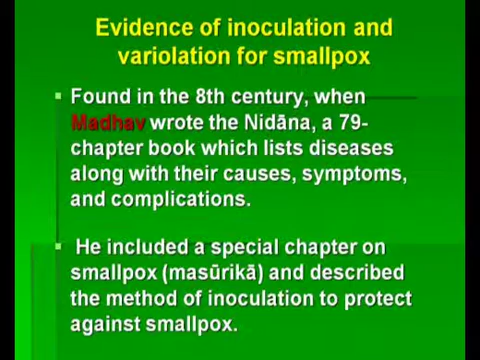 Evidence of inoculation and
variolation for smallpox
Found in the 8th century, when
Madhav wrote the Nidāna, a 79-
chapter book which lists diseases
along with their causes, symptoms,
and complications.
He included a special chapter on
smallpox (masūrikā) and described
the method of inoculation to protect
against smallpox.